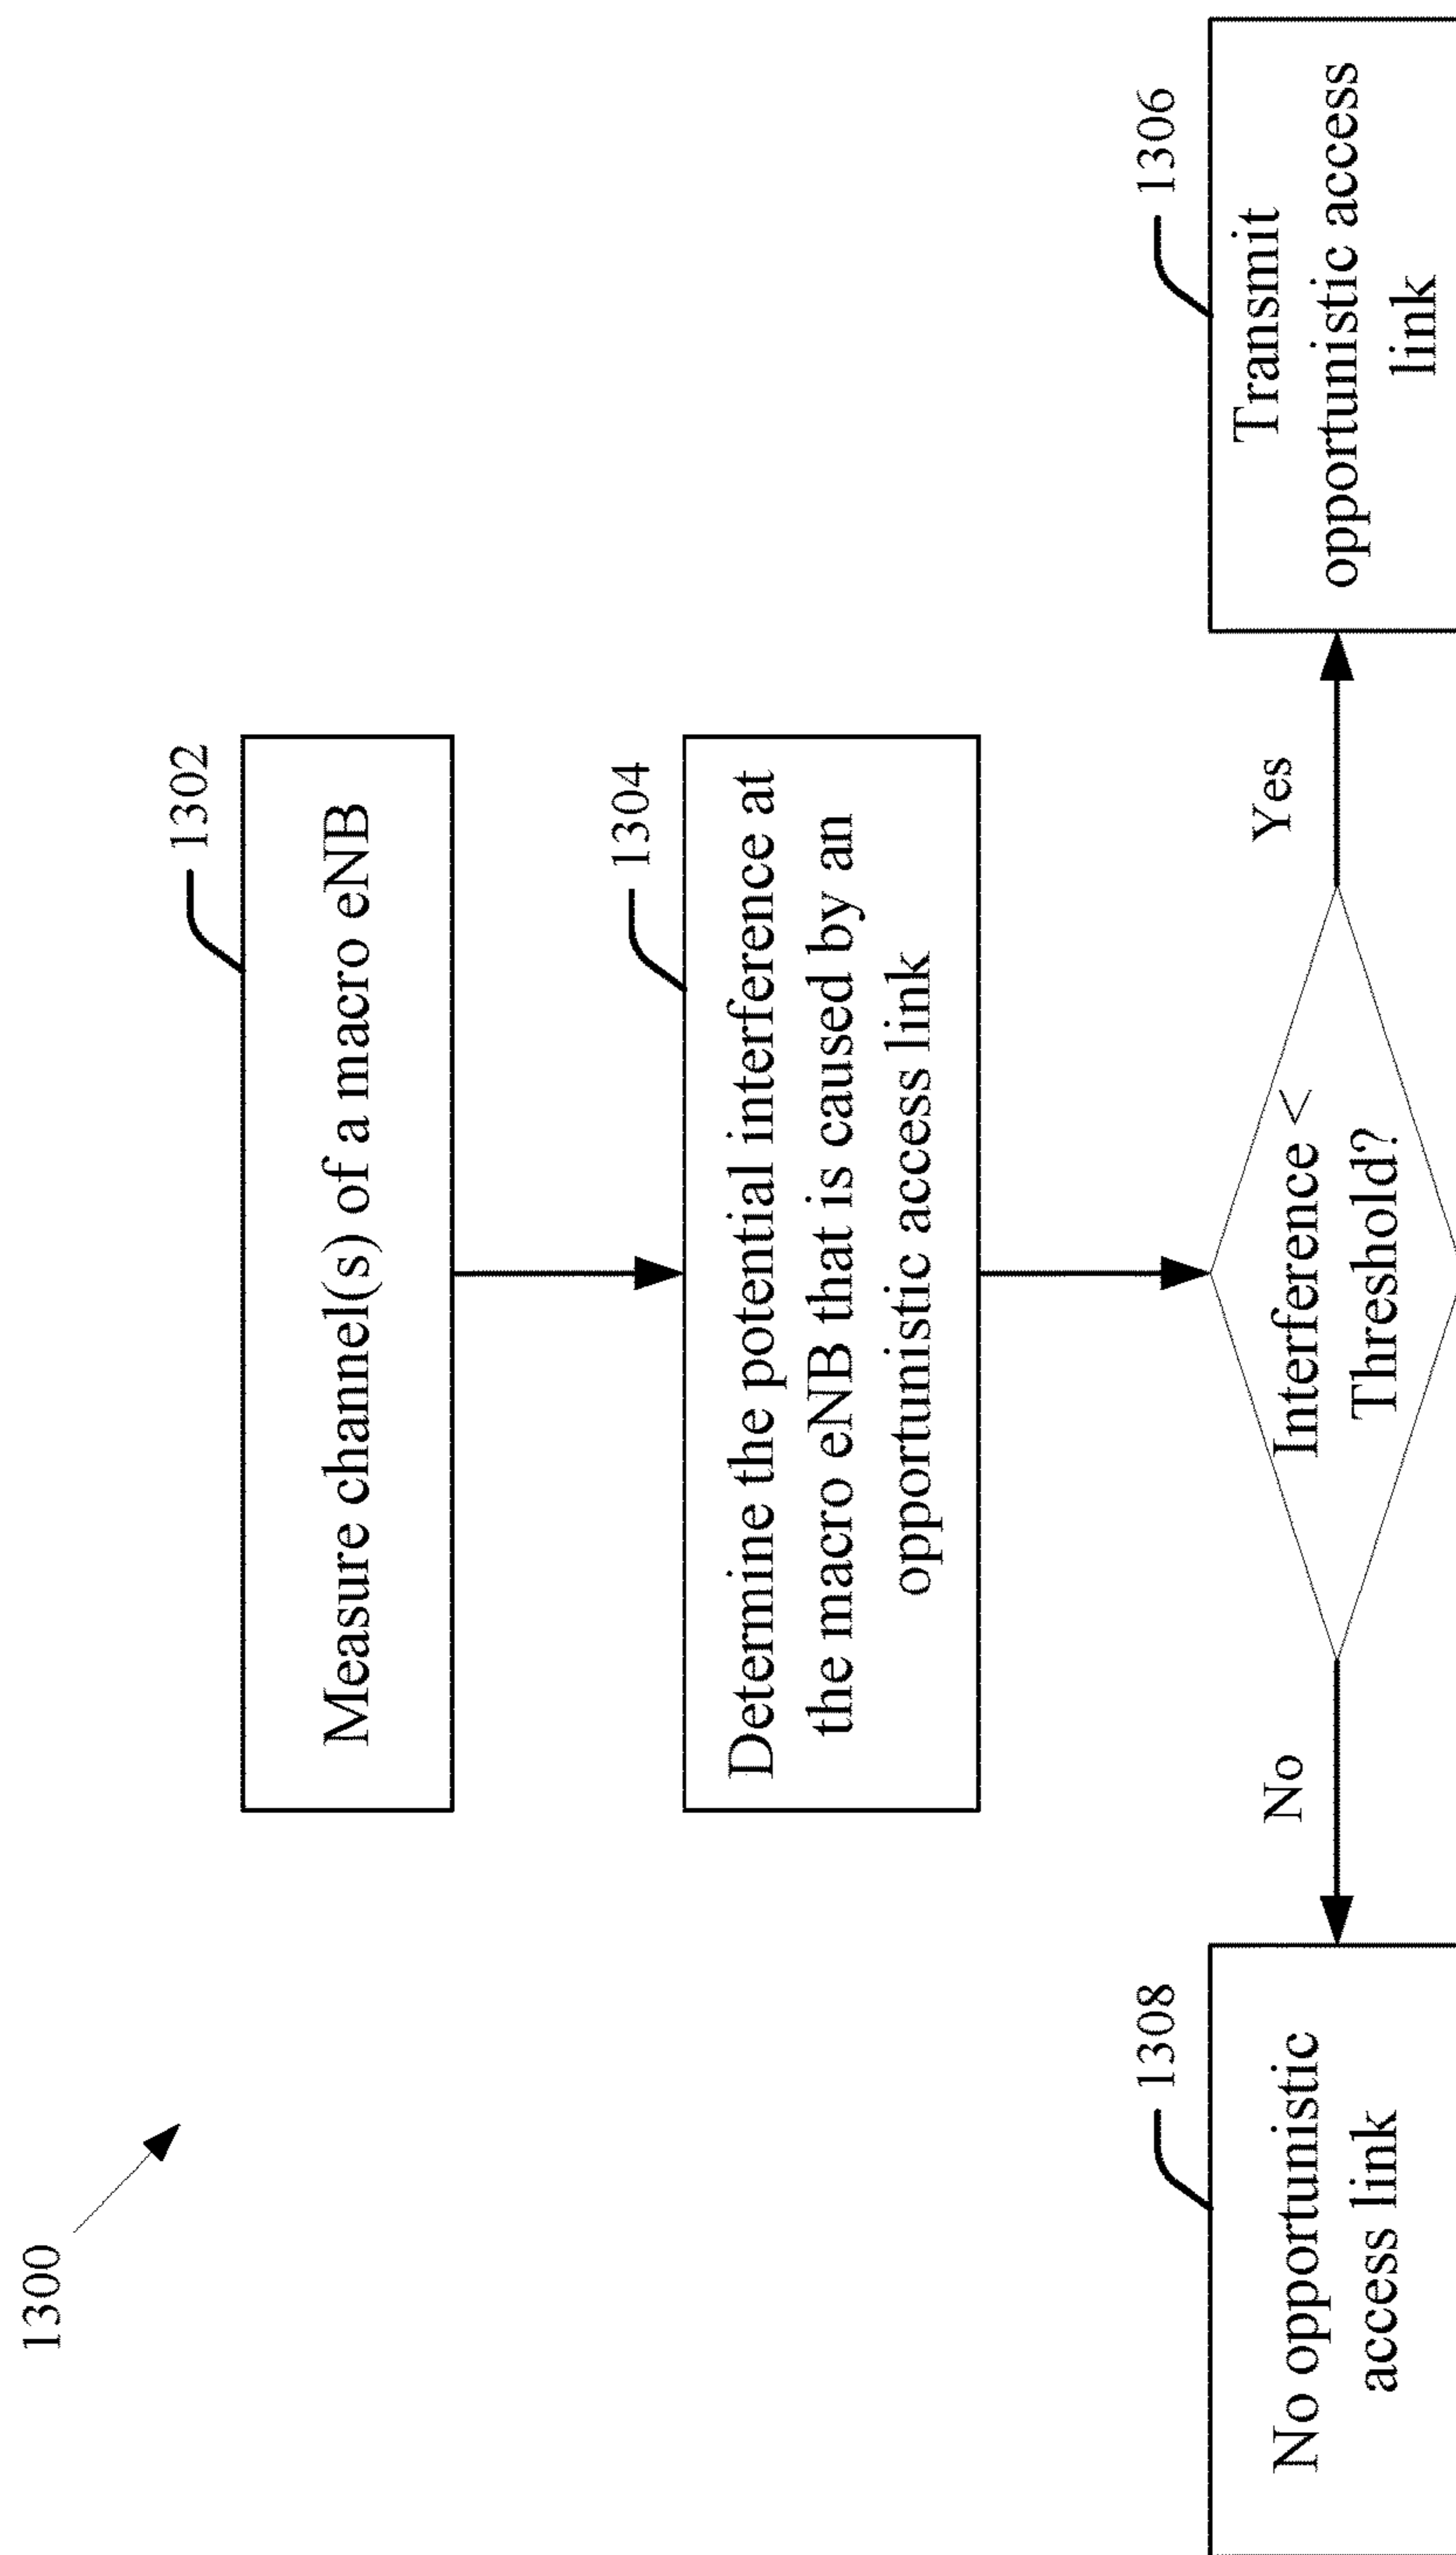 1300
1302
Measure channel(s) of a macro eNB
1304
Determine the potential interference at
the macro eNB that is caused by an
opportunistic access link
1308
No opportunistic
access link
No
Interference <
Threshold?
Yes
1306
Transmit
opportunistic access
link